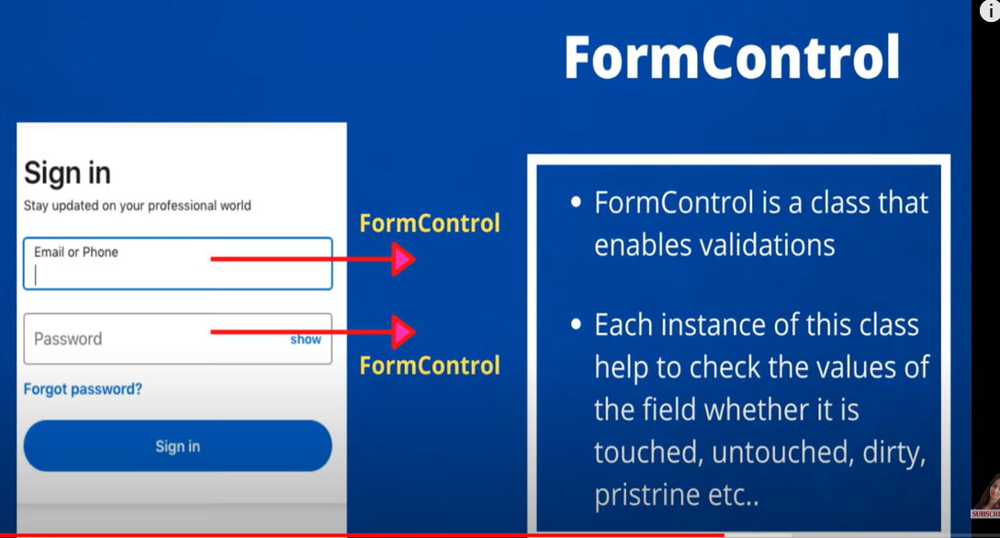 FormControl
Sign in
Stay updated on your professional world
Email or Phone
FormControl
Password
show
FormControl
Forgot password?
Sign in
• FormControl is a class that
enables validations
• Each instance of this class
help to check the values of
the field whether it is
touched, untouched, dirty,
pristrine etc..
i